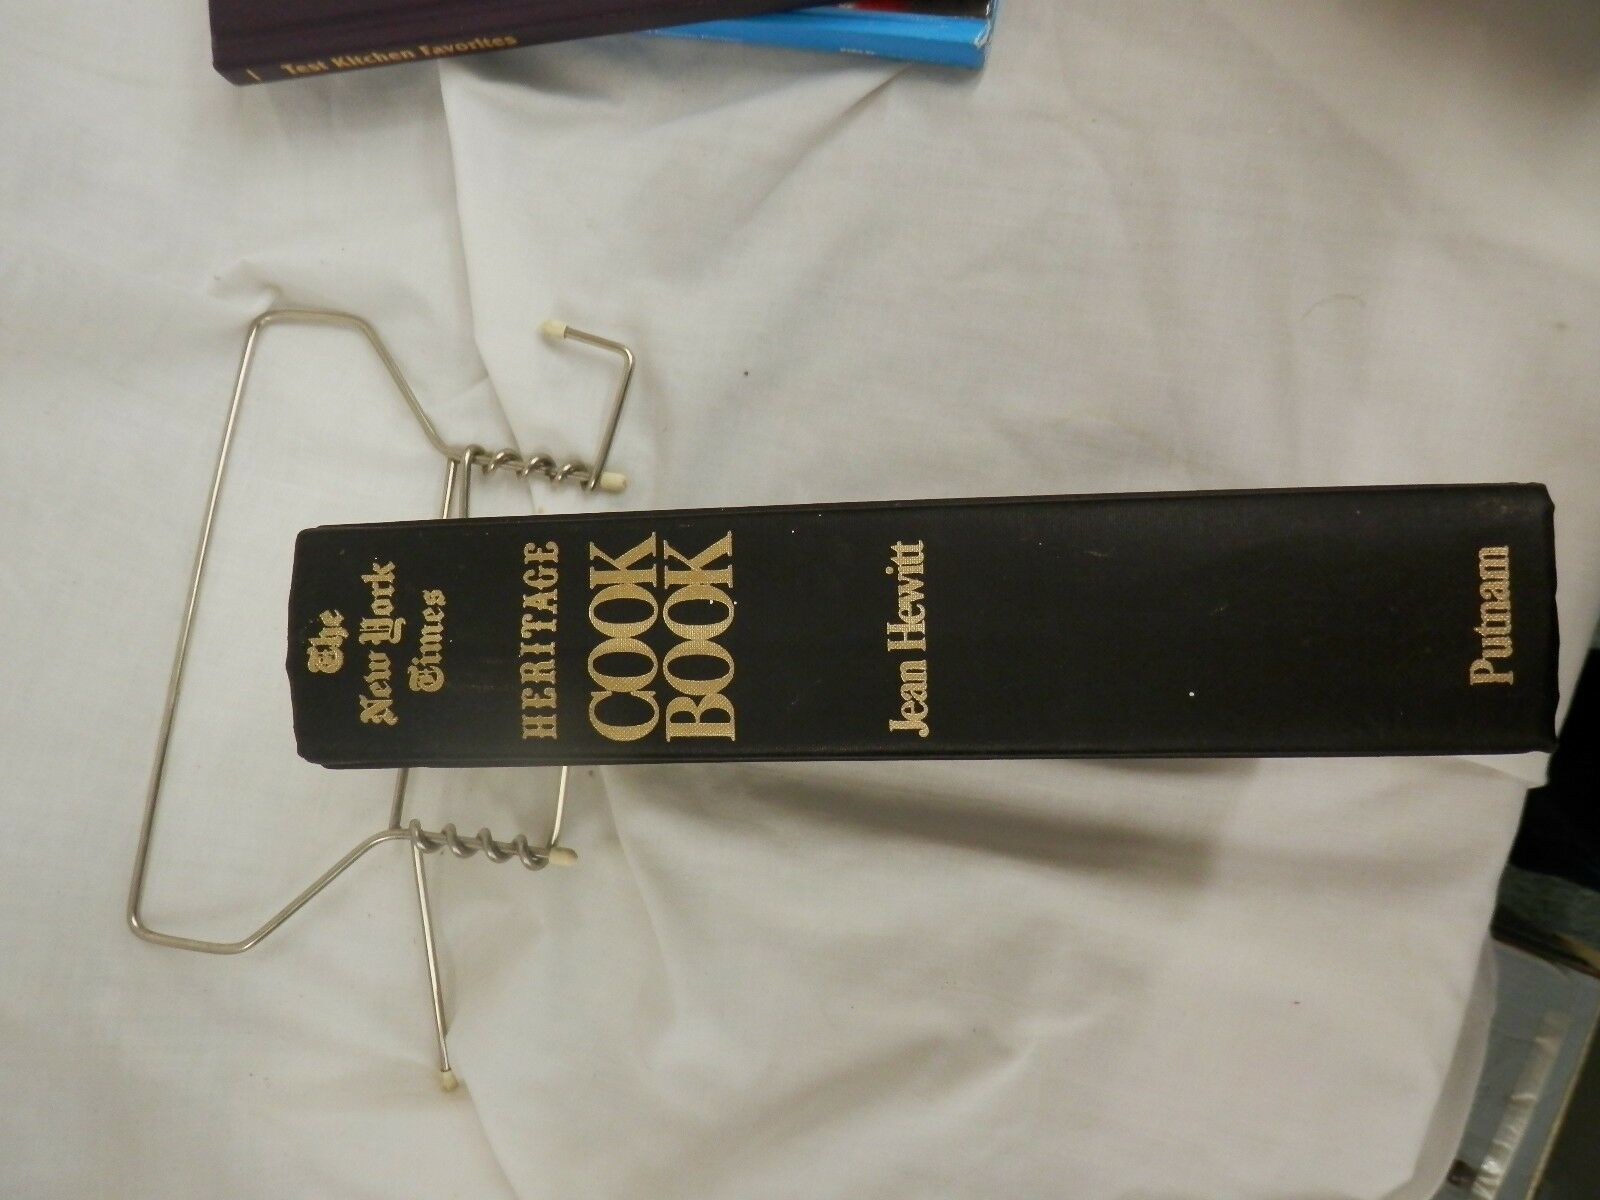 Test Kitchen Favorites
The
New York
Times
HERITAGE
COOK
BOOK
Jean Hewitt
Putnam